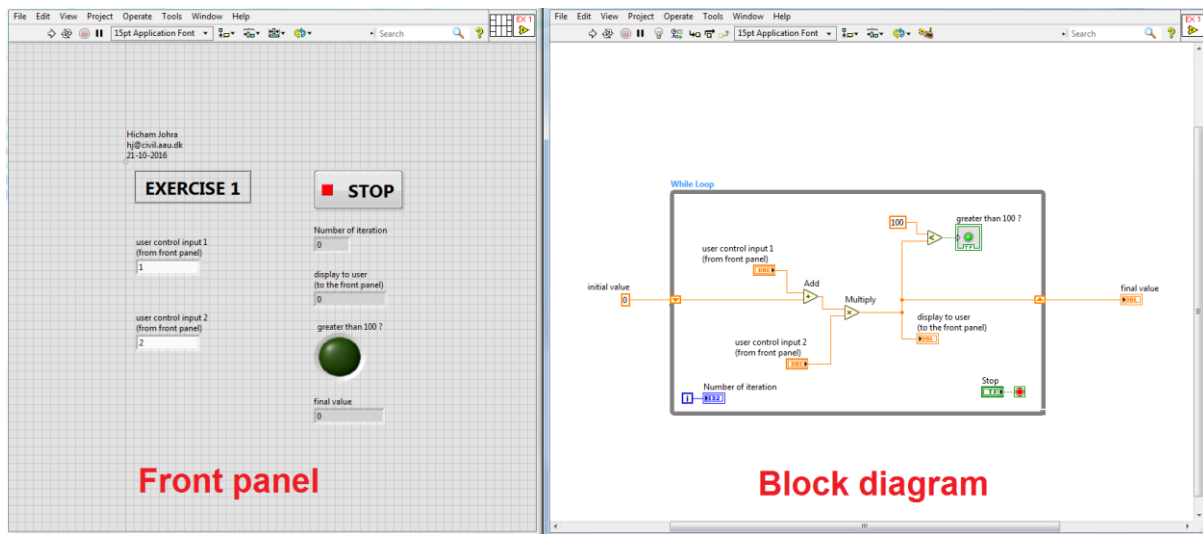 File Edit View Project Operate Tools Window Help
15pt Application Font
Search
EX 1
Hicham Johra
hj@civil.aau.dk
21-10-2016
EXERCISE 1
STOP
user control input 1
(from front panel)
1
user control input 2
(from front panel)
2
Number of iteration
0
display to user
(to the front panel)
0
greater than 100 ?
final value
0
Front panel
File Edit View Project Operate Tools Window Help
15pt Application Font
Search
EX 1
While Loop
100
greater than 100 ?
TF
user control input 1
(from front panel)
DBL
initial value
0
Add
Multiply
final value
DBL
display to user
(to the front panel)
DBL
user control input 2
(from front panel)
DBL
Number of iteration
i
I32
Stop
TF
Block diagram